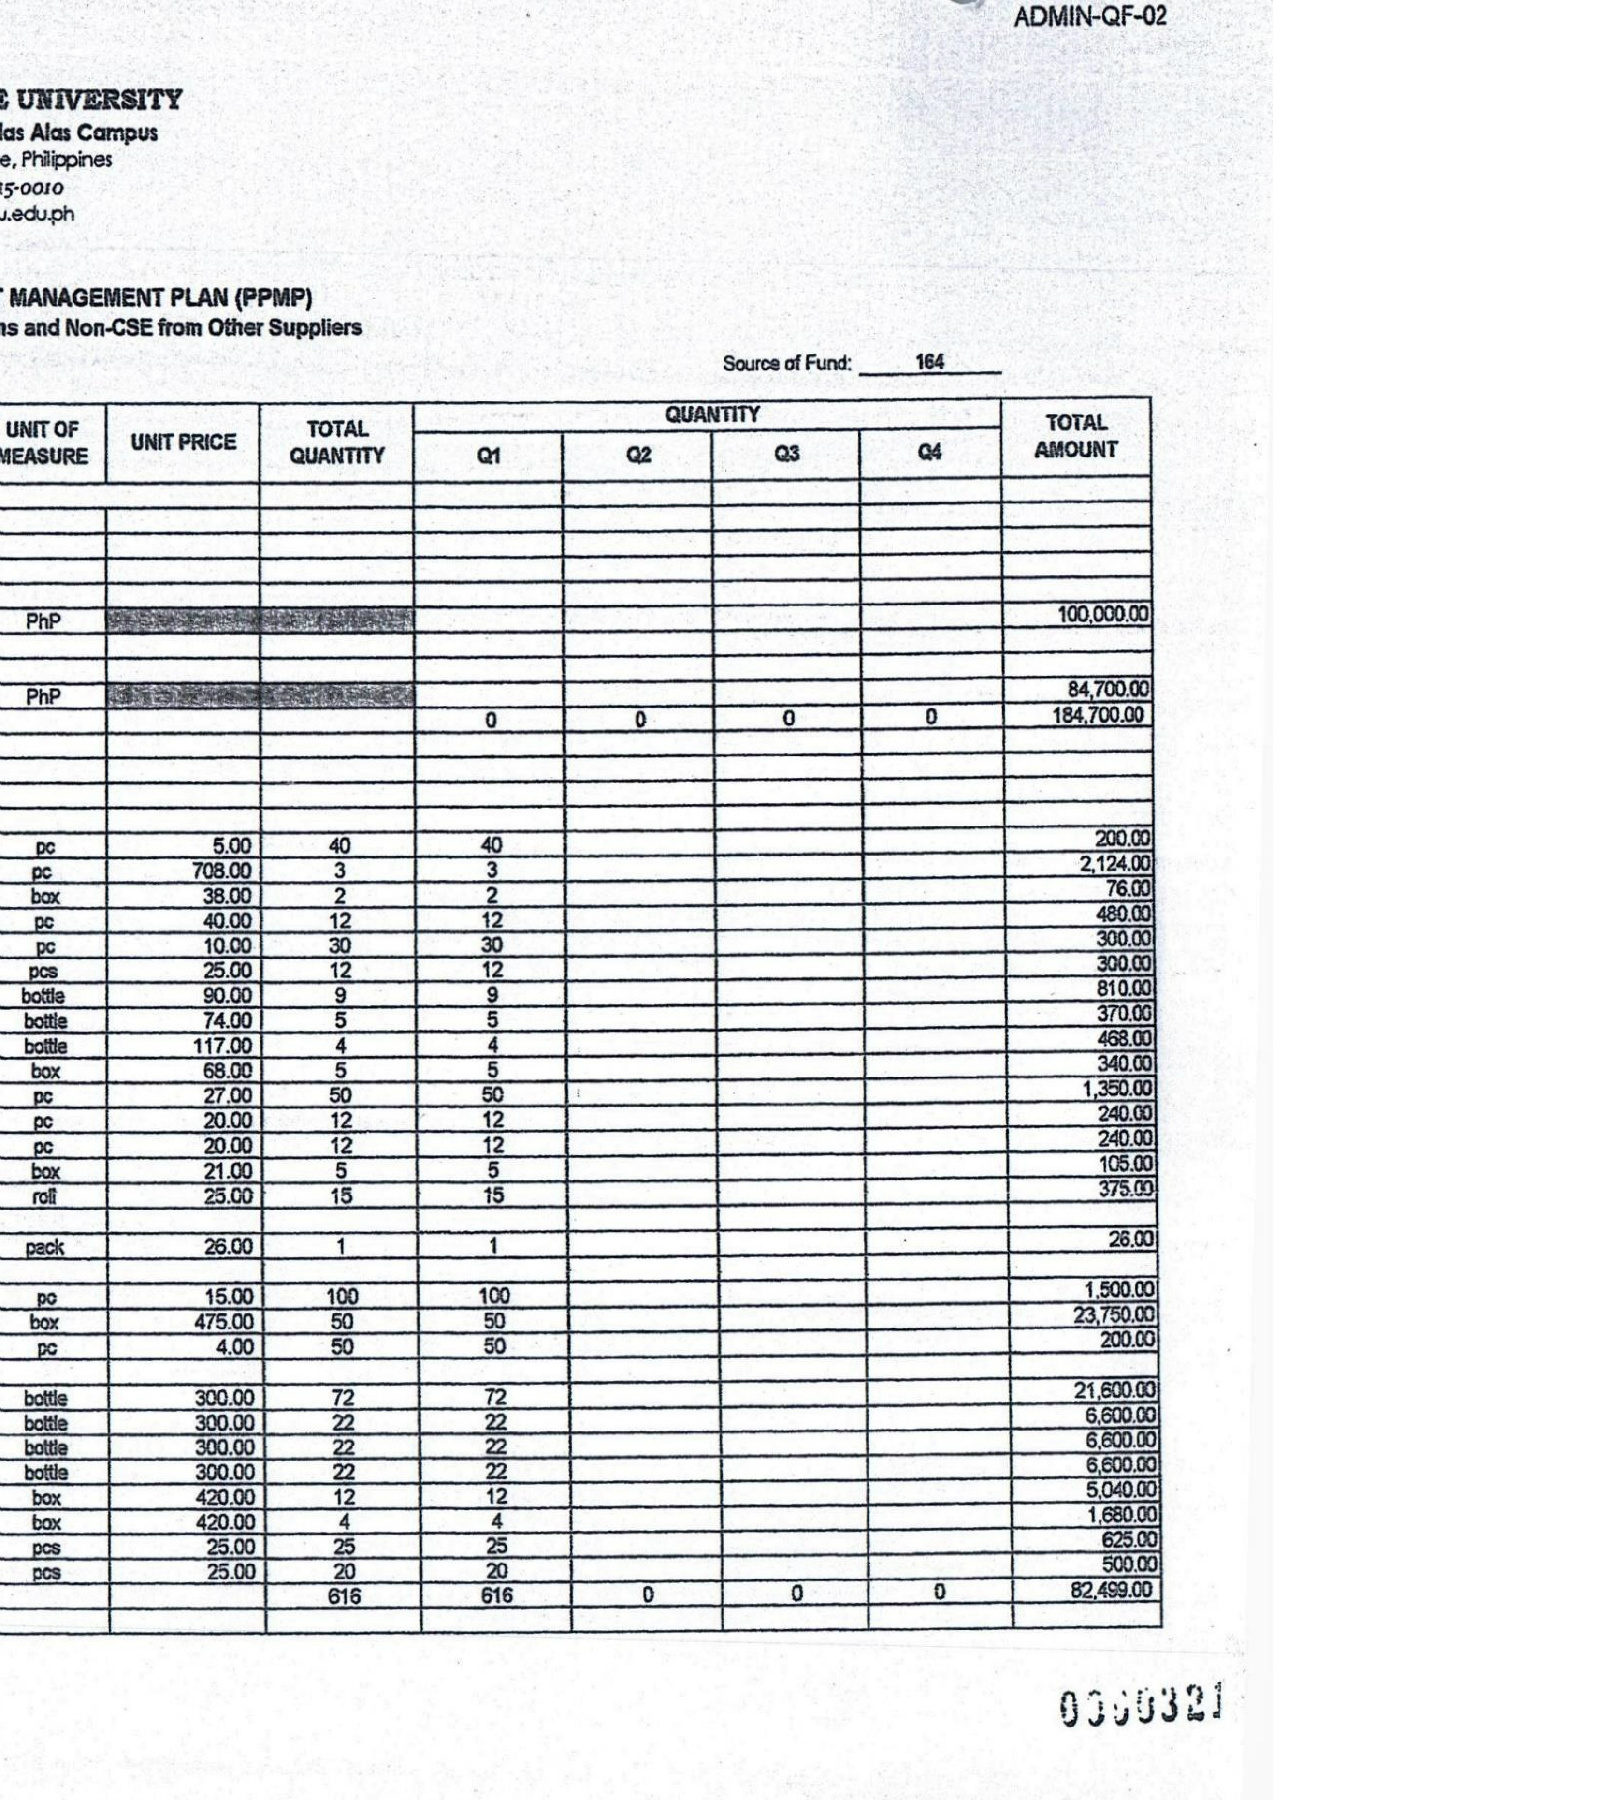 ADMIN-QF-02
E UNIVERSITY
las Alas Campus
e, Philippines
15-0010
u.edu.ph
T MANAGEMENT PLAN (PPMP)
ns and Non-CSE from Other Suppliers
Source of Fund: 164
UNIT OF MEASURE UNIT PRICE TOTAL QUANTITY QUANTITY Q1 Q2 Q3 Q4 TOTAL AMOUNT
PhP 100,000.00
PhP 84,700.00
0 0 0 0 184,700.00
pc 5.00 40 40 200.00
pc 708.00 3 3 2,124.00
box 38.00 2 2 76.00
pc 40.00 12 12 480.00
pc 10.00 30 30 300.00
pcs 25.00 12 12 300.00
bottle 90.00 9 9 810.00
bottle 74.00 5 5 370.00
bottle 117.00 4 4 468.00
box 68.00 5 5 340.00
pc 27.00 50 50 1,350.00
pc 20.00 12 12 240.00
pc 20.00 12 12 240.00
box 21.00 5 5 105.00
roll 25.00 15 15 375.00
pack 26.00 1 1 26.00
pc 15.00 100 100 1,500.00
box 475.00 50 50 23,750.00
pc 4.00 50 50 200.00
bottle 300.00 72 72 21,600.00
bottle 300.00 22 22 6,600.00
bottle 300.00 22 22 6,600.00
bottle 300.00 22 22 6,600.00
box 420.00 12 12 5,040.00
box 420.00 4 4 1,680.00
pcs 25.00 25 25 625.00
pcs 25.00 20 20 500.00
616 616 0 0 0 82,499.00